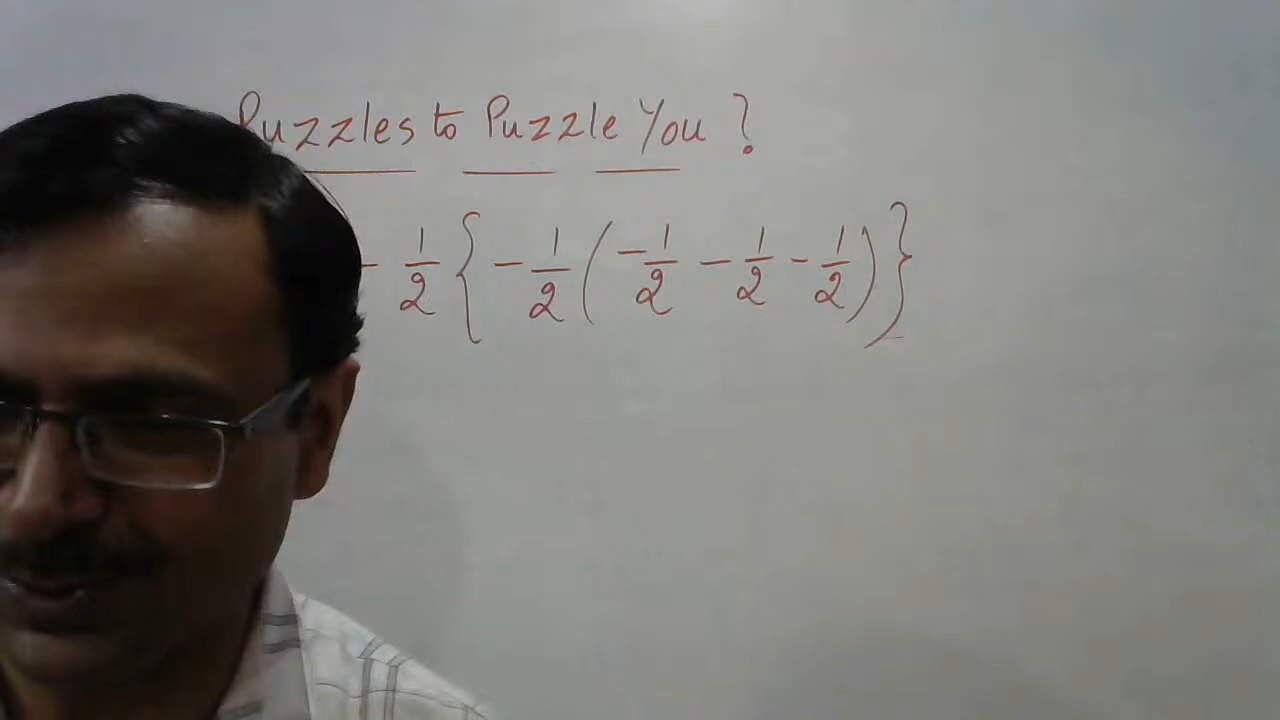 Puzzles to Puzzle You ?
- 1/2 { - 1/2 ( - 1/2 - 1/2 - 1/2 ) }